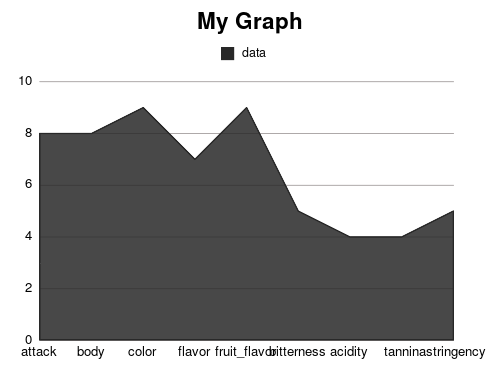 My Graph
data
10
8
6
4
2
0
attack body color flavor fruit_flavor bitterness acidity tannin astringency